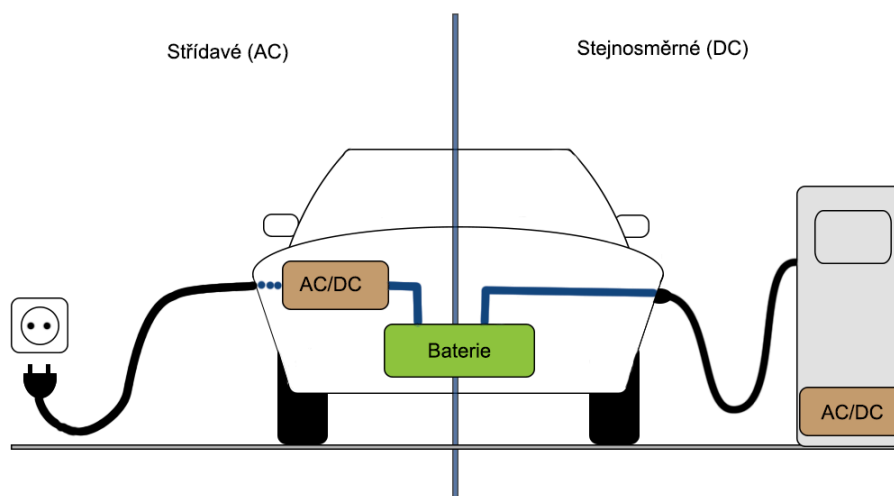 Střídavé (AC)
Stejnosměrné (DC)
AC/DC
Baterie
AC/DC